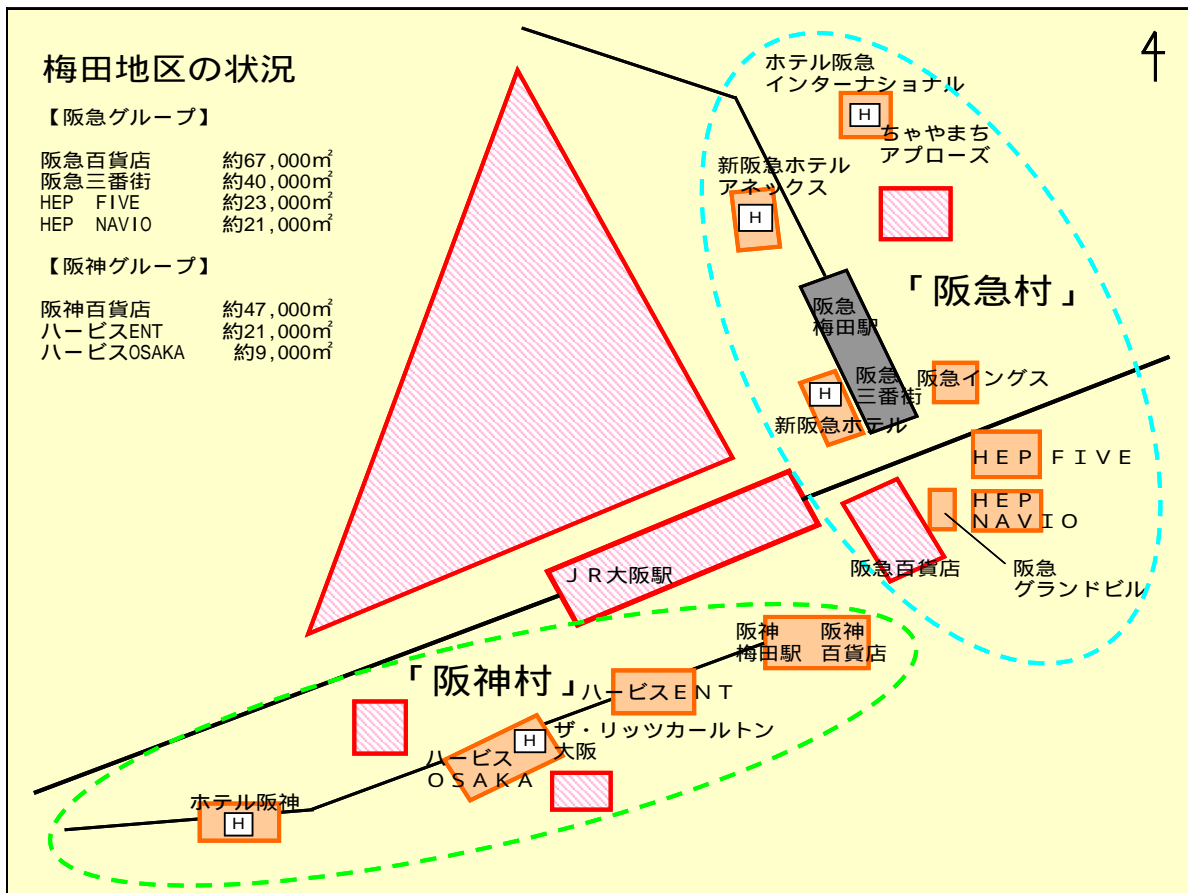 梅田地区の状況
【阪急グループ】
阪急百貨店 約67,000㎡
阪急三番街 約40,000㎡
HEP FIVE 約23,000㎡
HEP NAVIO 約21,000㎡
【阪神グループ】
阪神百貨店 約47,000㎡
ハービスENT 約21,000㎡
ハービスOSAKA 約9,000㎡
4
ホテル阪急
インターナショナル
H
ちゃやまち
アプローズ
新阪急ホテル
アネックス
H
「阪急村」
阪急
梅田駅
阪急
三番街
阪急イングス
H
新阪急ホテル
ＨＥＰ ＦＩＶＥ
ＨＥＰ
ＮＡＶＩＯ
阪急百貨店
阪急
グランドビル
ＪＲ大阪駅
阪神
梅田駅
阪神
百貨店
「阪神村」
ハービスＥＮＴ
ザ・リッツカールトン
大阪
H
ハービス
ＯＳＡＫＡ
ホテル阪神
H